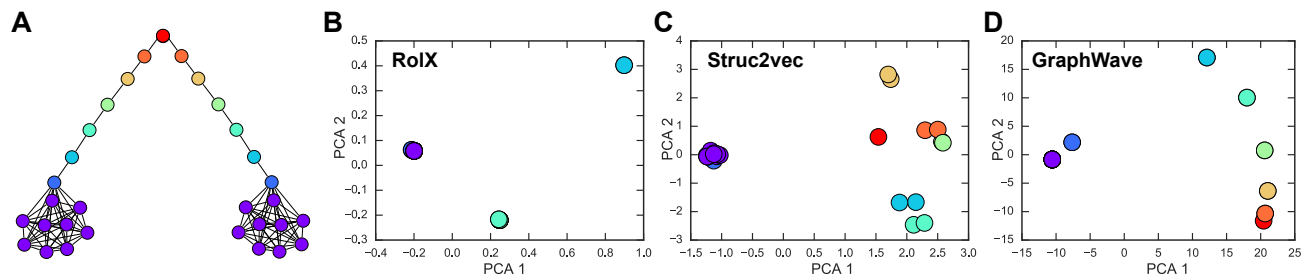 A
B
RolX
PCA 2
0.5
0.4
0.3
0.2
0.1
0.0
−0.1
−0.2
−0.3
−0.4 −0.2 0.0 0.2 0.4 0.6 0.8 1.0
PCA 1
C
Struc2vec
PCA 2
4
3
2
1
0
−1
−2
−3
−1.5 −1.0 −0.5 0.0 0.5 1.0 1.5 2.0 2.5 3.0
PCA 1
D
GraphWave
PCA 2
20
15
10
5
0
−5
−10
−15
−15 −10 −5 0 5 10 15 20 25
PCA 1